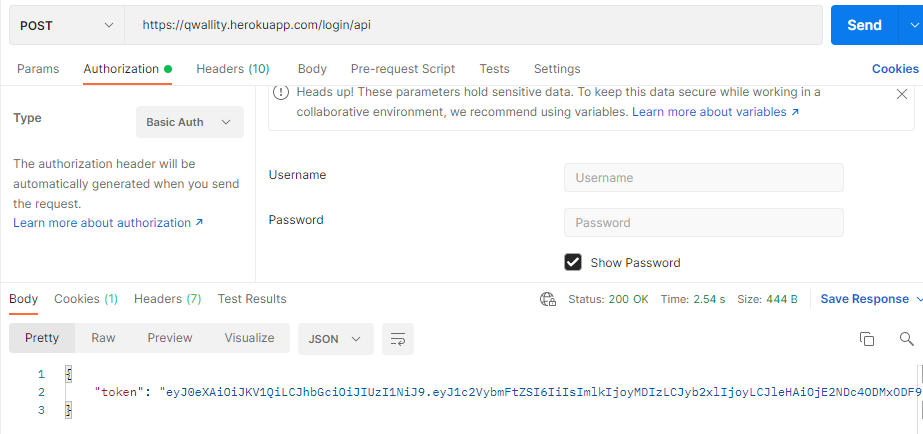 POST https://qwallity.herokuapp.com/login/api Send
Params Authorization Headers (10) Body Pre-request Script Tests Settings Cookies
Heads up! These parameters hold sensitive data. To keep this data secure while working in a
collaborative environment, we recommend using variables. Learn more about variables ↗
Type Basic Auth
The authorization header will be
automatically generated when you send
the request.
Learn more about authorization ↗
Username Username
Password Password
Show Password
Body Cookies (1) Headers (7) Test Results Status: 200 OK Time: 2.54 s Size: 444 B Save Response
Pretty Raw Preview Visualize JSON
1 {
2 "token": "eyJ0eXAiOiJKV1QiLCJhbGciOiJIUzI1NiJ9.eyJ1c2VybmFtZSI6IiIsImlkIjoyMDIzLCJyb2xlIjoyLCJleHAiOjE2NDc4ODMxODF9
3 }